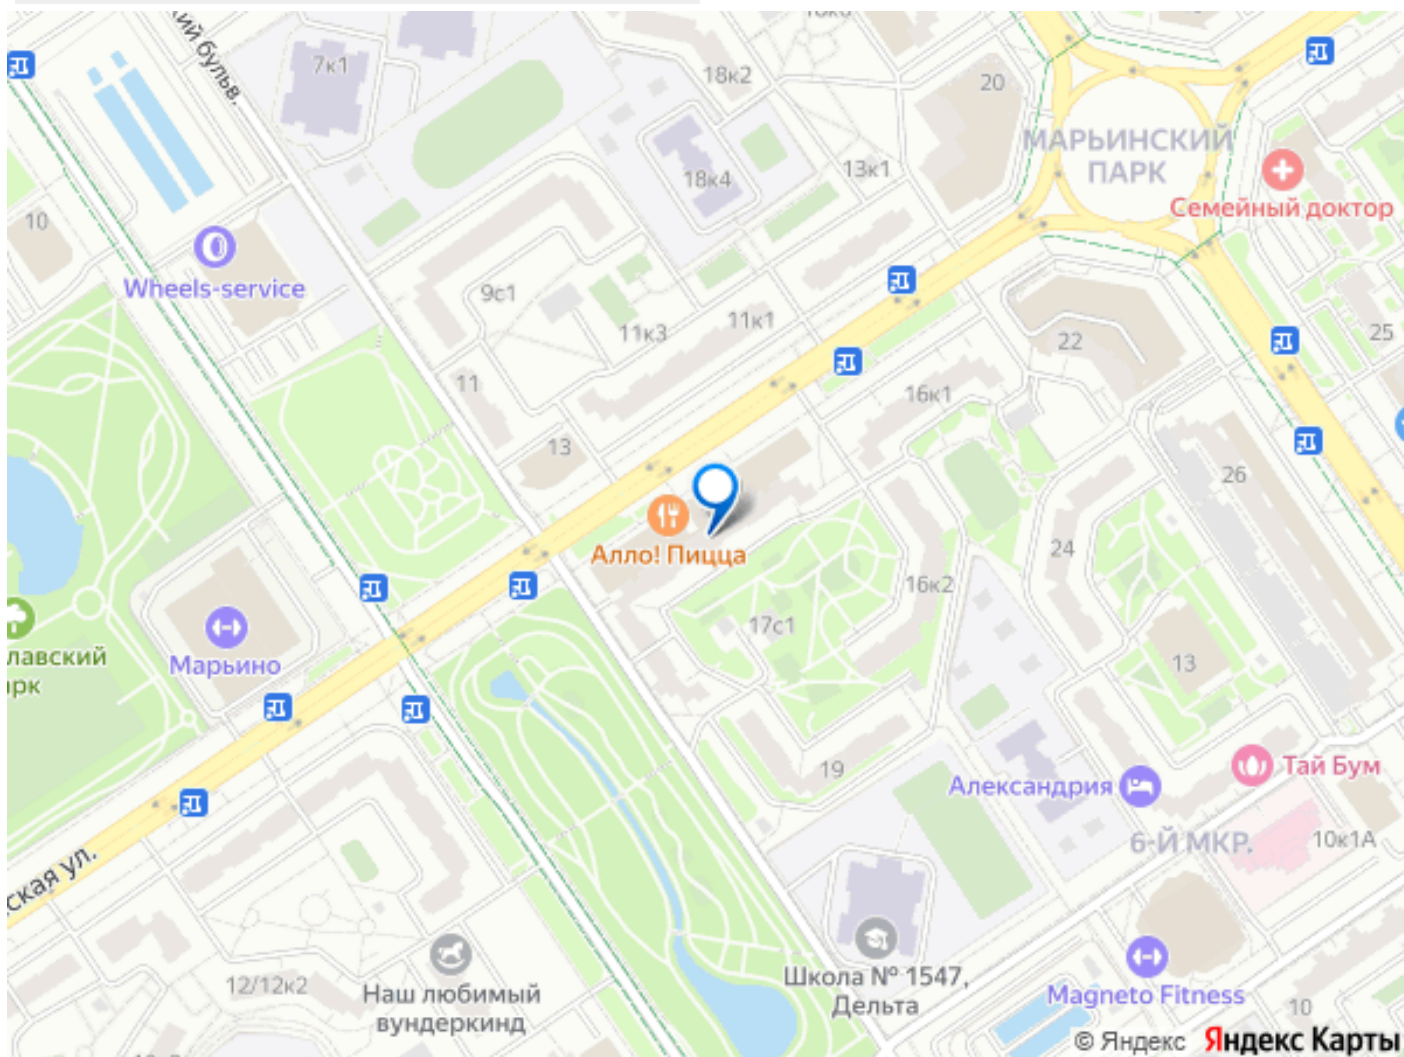 кий бульв.
7к1
18к2
20
МАРЬИНСКИЙ
ПАРК
Семейный доктор
18к4
13к1
10
Wheels-service
9с1
11к3
11к1
22
25
11
16к1
13
26
Алло! Пицца
24
16к2
17с1
Марьино
лавский
рк
13
19
Александрия
Тай Бум
6-Й МКР.
10к1А
ская ул.
Школа № 1547,
Дельта
12/12к2
Наш любимый
вундеркинд
Magneto Fitness
10
© Яндекс Яндекс Карты